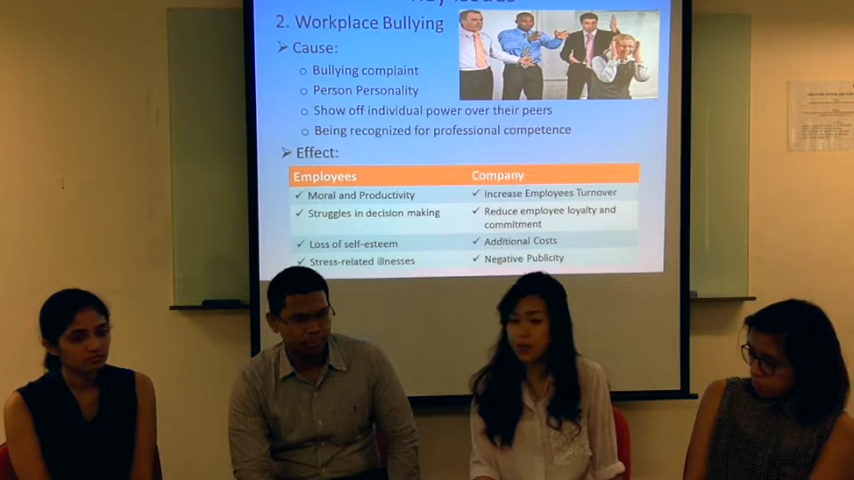 Key Issues
2. Workplace Bullying
➢ Cause:
o Bullying complaint
o Person Personality
o Show off individual power over their peers
o Being recognized for professional competence
➢ Effect:
Employees Company
✓ Moral and Productivity ✓ Increase Employees Turnover
✓ Struggles in decision making ✓ Reduce employee loyalty and
commitment
✓ Loss of self-esteem ✓ Additional Costs
✓ Stress-related illnesses ✓ Negative Publicity